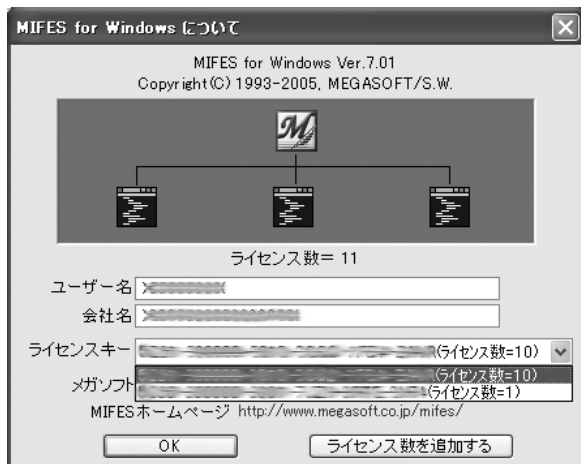 MIFES for Windows について
MIFES for Windows Ver.7.01
Copyright(C) 1993-2005, MEGASOFT/S.W.
ライセンス数= 11
ユーザー名
会社名
ライセンスキー (ライセンス数=10)
(ライセンス数=10)
メガソフト (ライセンス数=1)
MIFESホームページ http://www.megasoft.co.jp/mifes/
OK ライセンス数を追加する